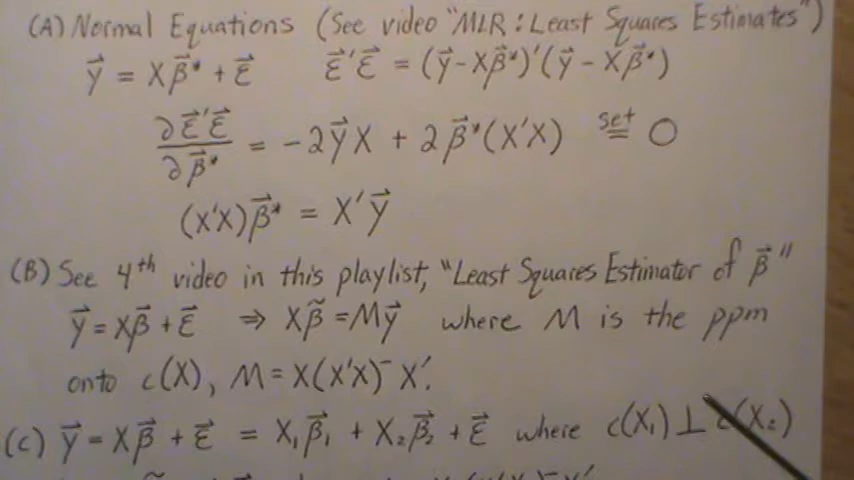 (A) Normal Equations (See video "MLR: Least Squares Estimates")
y⃗ = Xβ⃗* + ε⃗   ε⃗'ε⃗ = (y⃗ - Xβ⃗*)'(y⃗ - Xβ⃗*)
∂ε⃗'ε⃗/∂β⃗* = -2y⃗X + 2β⃗*(X'X) set= 0
(X'X)β⃗* = X'y⃗
(B) See 4th video in this playlist, "Least Squares Estimator of β⃗"
y⃗ = Xβ⃗ + ε⃗ ⇒ Xβ̃ = My⃗ where M is the ppm
onto c(X), M = X(X'X)⁻X'.
(C) y⃗ = Xβ⃗ + ε⃗ = X₁β⃗₁ + X₂β⃗₂ + ε⃗ where c(X₁) ⊥ c(X₂)